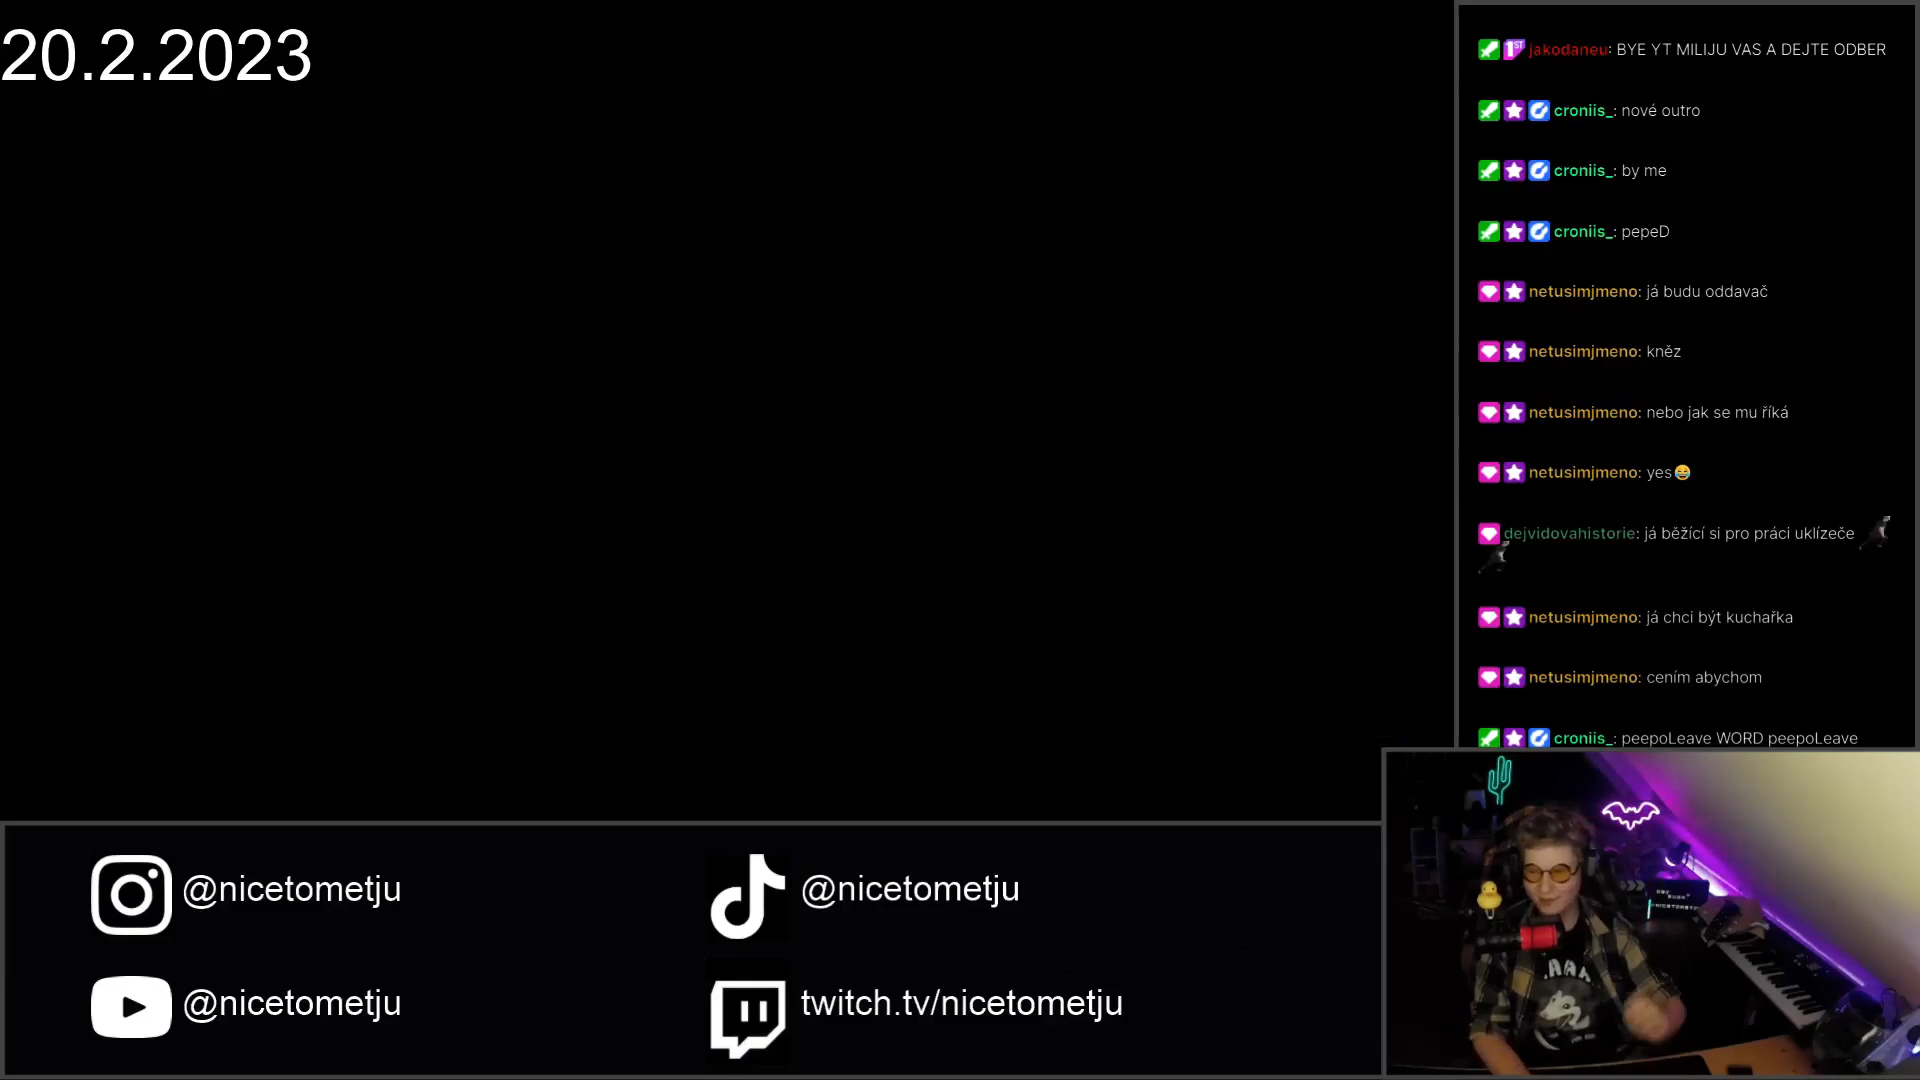 20.2.2023
jakodaneu: BYE YT MILIJU VAS A DEJTE ODBER
croniis_: nové outro
croniis_: by me
croniis_: pepeD
netusimjmeno: já budu oddavač
netusimjmeno: kněz
netusimjmeno: nebo jak se mu říká
netusimjmeno: yes😂
dejvidovahistorie: já běžící si pro práci uklízeče
netusimjmeno: já chci být kuchařka
netusimjmeno: cením abychom
croniis_: peepoLeave WORD peepoLeave
@nicetometju
@nicetometju
@nicetometju
twitch.tv/nicetometju